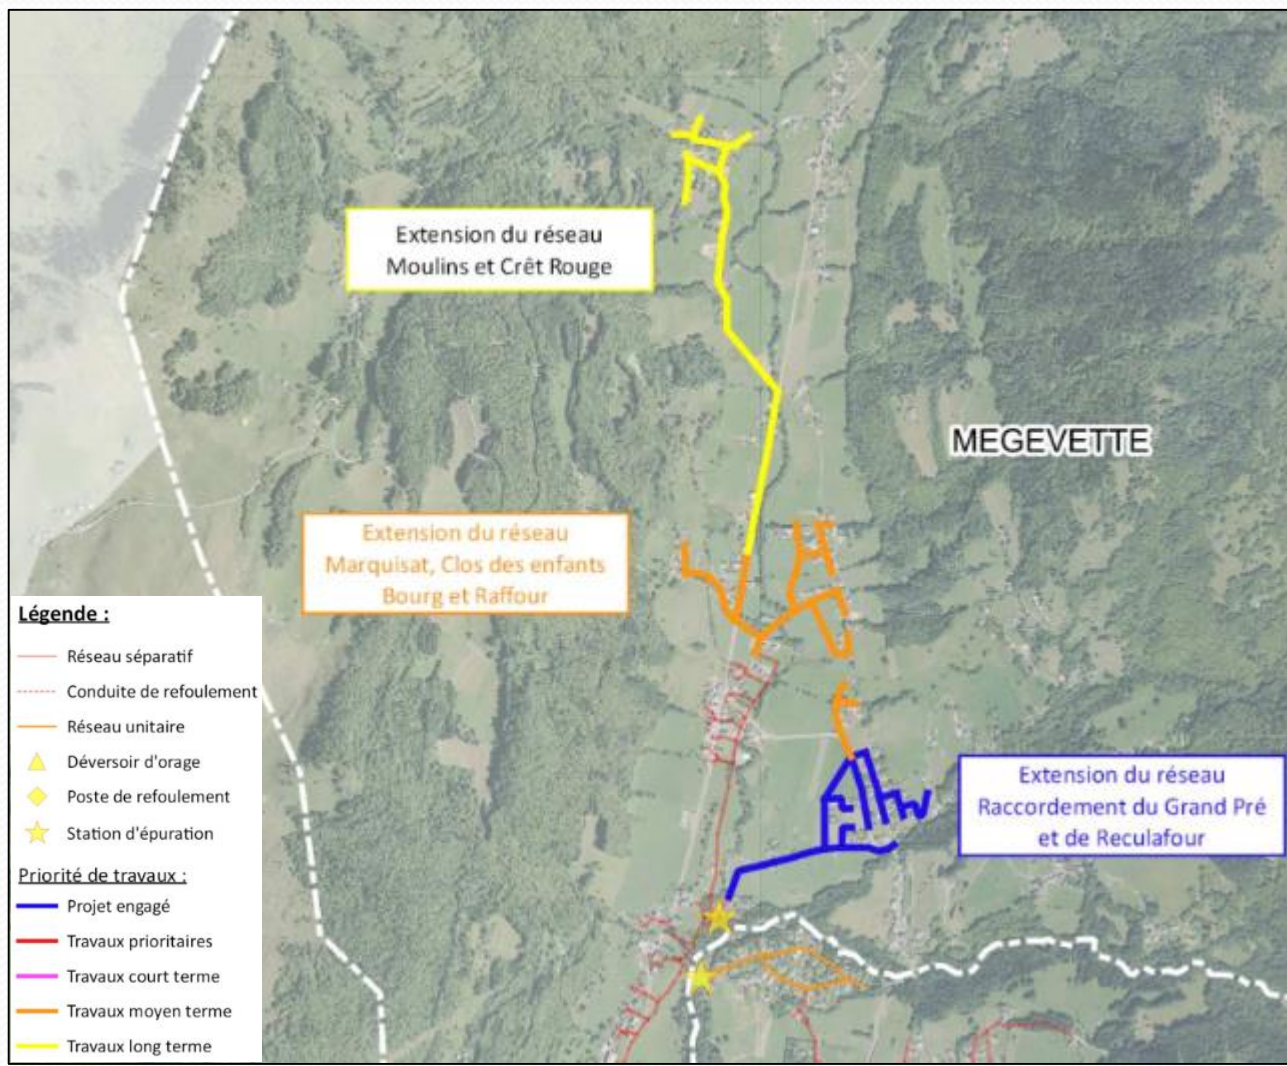 Extension du réseau
Moulins et Crêt Rouge
MEGEVETTE
Extension du réseau
Marquisat, Clos des enfants
Bourg et Raffour
Légende :
Réseau séparatif
Conduite de refoulement
Réseau unitaire
Déversoir d'orage
Poste de refoulement
Station d'épuration
Priorité de travaux :
Projet engagé
Travaux prioritaires
Travaux court terme
Travaux moyen terme
Travaux long terme
Extension du réseau
Raccordement du Grand Pré
et de Reculafour